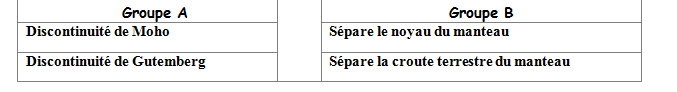 Groupe A Groupe B
Discontinuité de Moho Sépare le noyau du manteau
Discontinuité de Gutemberg Sépare la croute terrestre du manteau